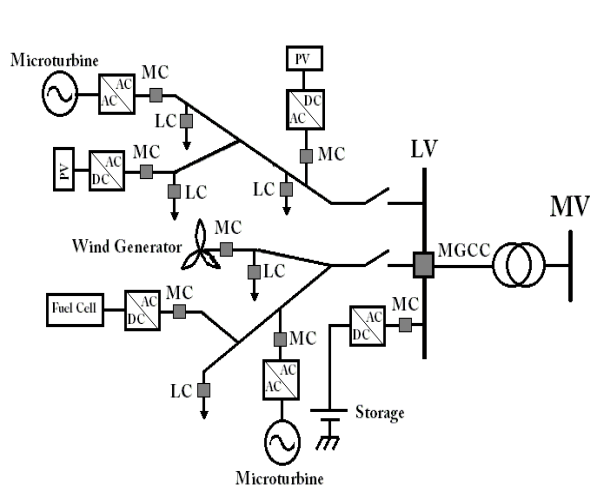 Microturbine
MC
AC
AC
LC
PV
DC
AC
MC
LV
PV
AC
DC
MC
LC
LC
MV
Wind Generator
MC
LC
MGCC
Fuel Cell
AC
DC
MC
MC
AC
DC
MC
LC
AC
AC
Storage
Microturbine